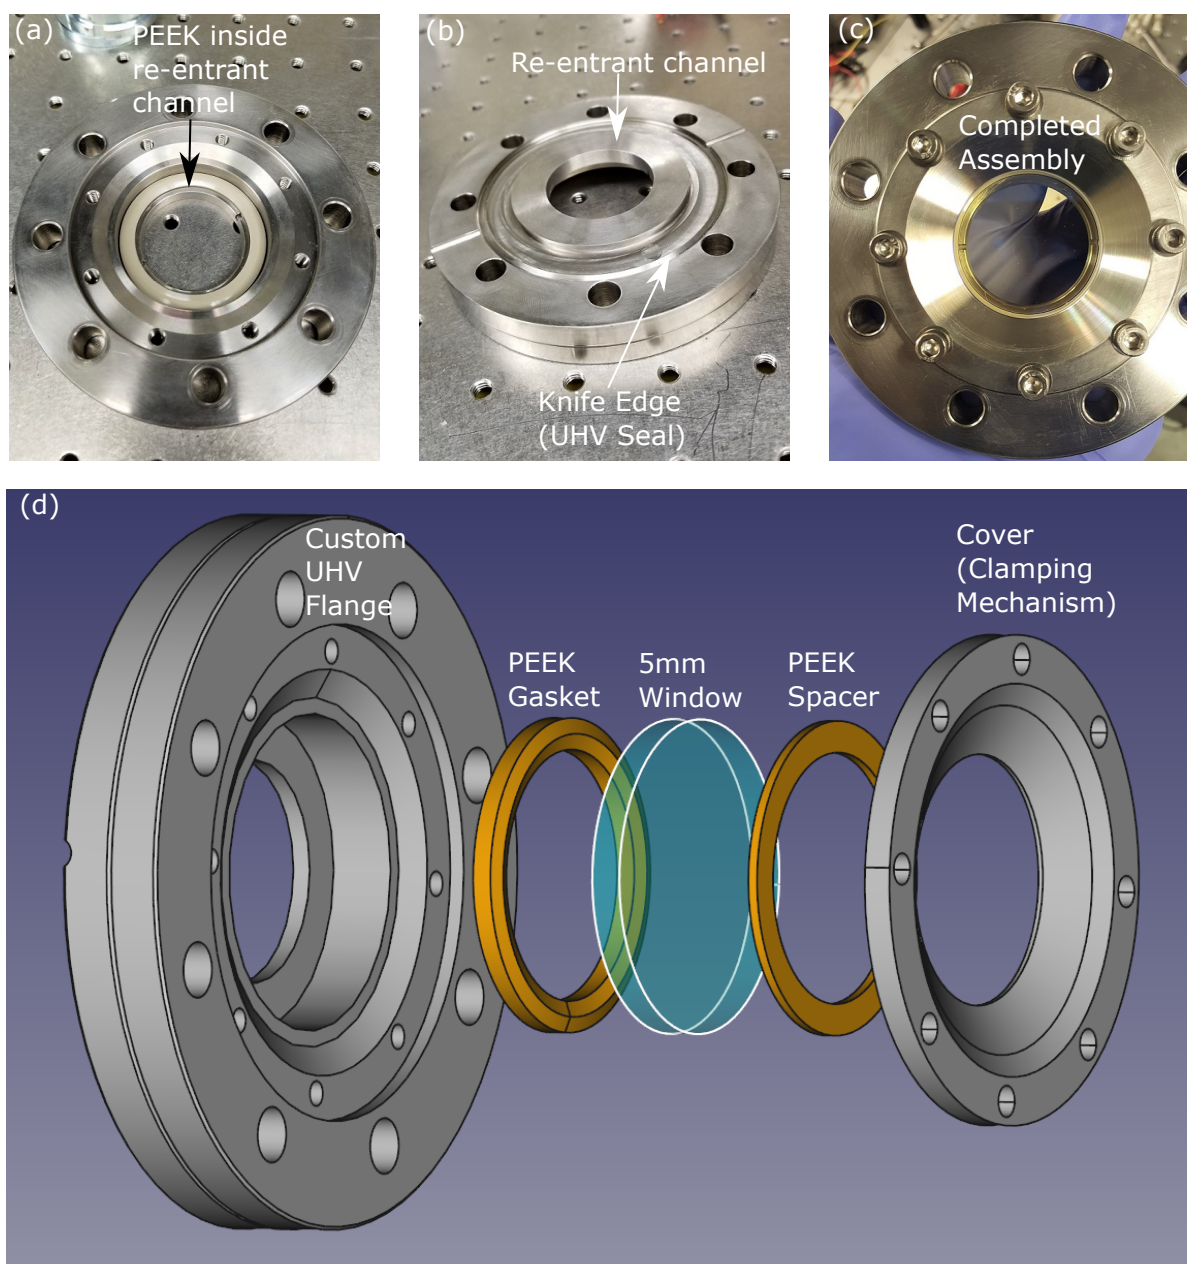 (a)
PEEK inside
re-entrant
channel
(b)
Re-entrant channel
Knife Edge
(UHV Seal)
(c)
Completed
Assembly
(d)
Custom
UHV
Flange
PEEK
Gasket
5mm
Window
PEEK
Spacer
Cover
(Clamping
Mechanism)